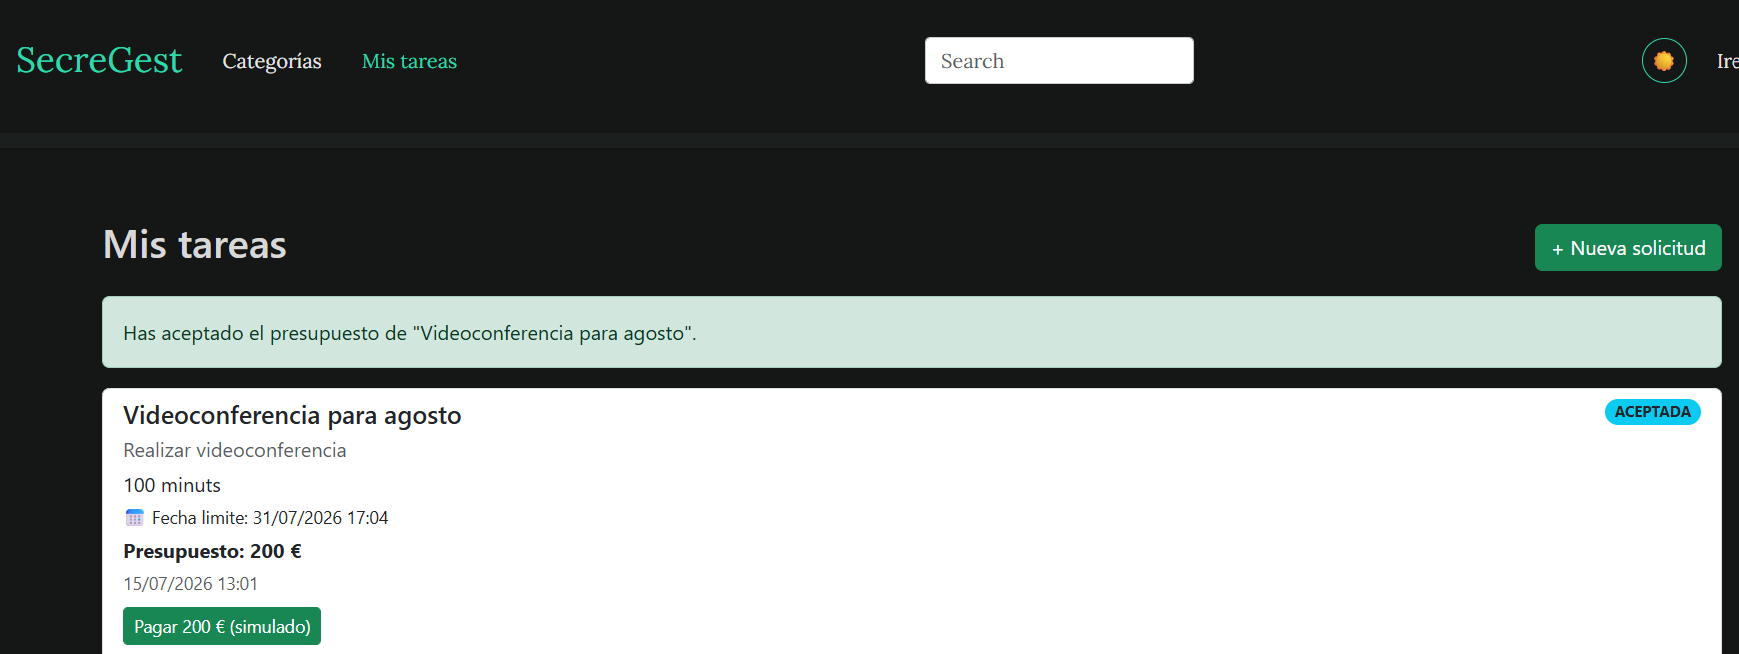 SecreGest
Categorías
Mis tareas
Search
Ire
Mis tareas
+ Nueva solicitud
Has aceptado el presupuesto de "Videoconferencia para agosto".
Videoconferencia para agosto
ACEPTADA
Realizar videoconferencia
100 minuts
Fecha limite: 31/07/2026 17:04
Presupuesto: 200 €
15/07/2026 13:01
Pagar 200 € (simulado)